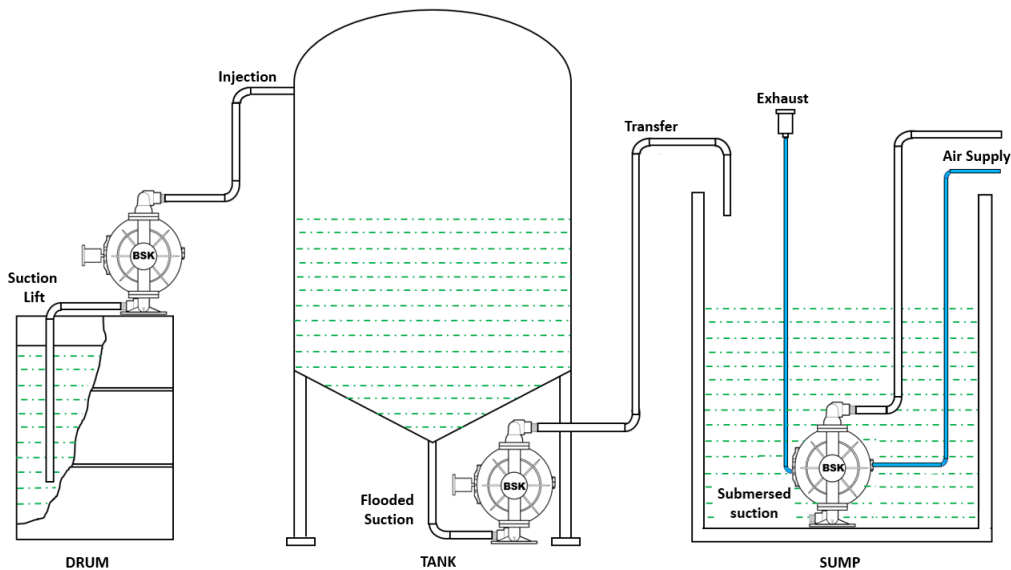 Injection
BSK
Suction
Lift
DRUM
Transfer
BSK
Flooded
Suction
TANK
Exhaust
Air Supply
BSK
Submersed
suction
SUMP